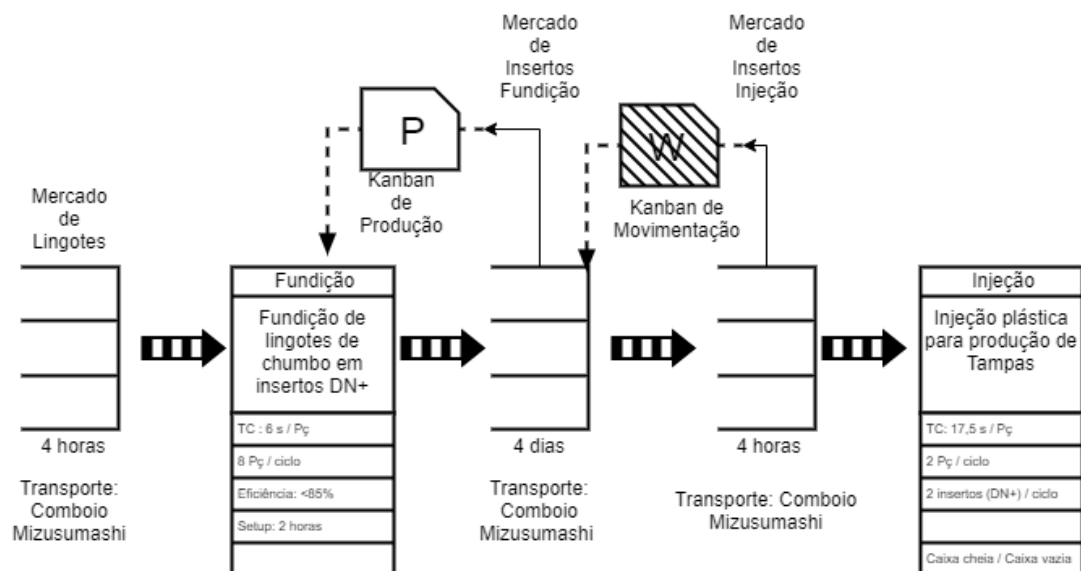 Mercado
de
Insertos
Fundição
Mercado
de
Insertos
Injeção
P
Kanban
de
Produção
W
Kanban de
Movimentação
Mercado
de
Lingotes
4 horas
Transporte:
Comboio
Mizusumashi
Fundição
Fundição de
lingotes de
chumbo em
insertos DN+
TC : 6 s / Pç
8 Pç / ciclo
Eficiência: <85%
Setup: 2 horas
4 dias
Transporte:
Comboio
Mizusumashi
4 horas
Transporte: Comboio
Mizusumashi
Injeção
Injeção plástica
para produção de
Tampas
TC: 17,5 s / Pç
2 Pç / ciclo
2 insertos (DN+) / ciclo
Caixa cheia / Caixa vazia